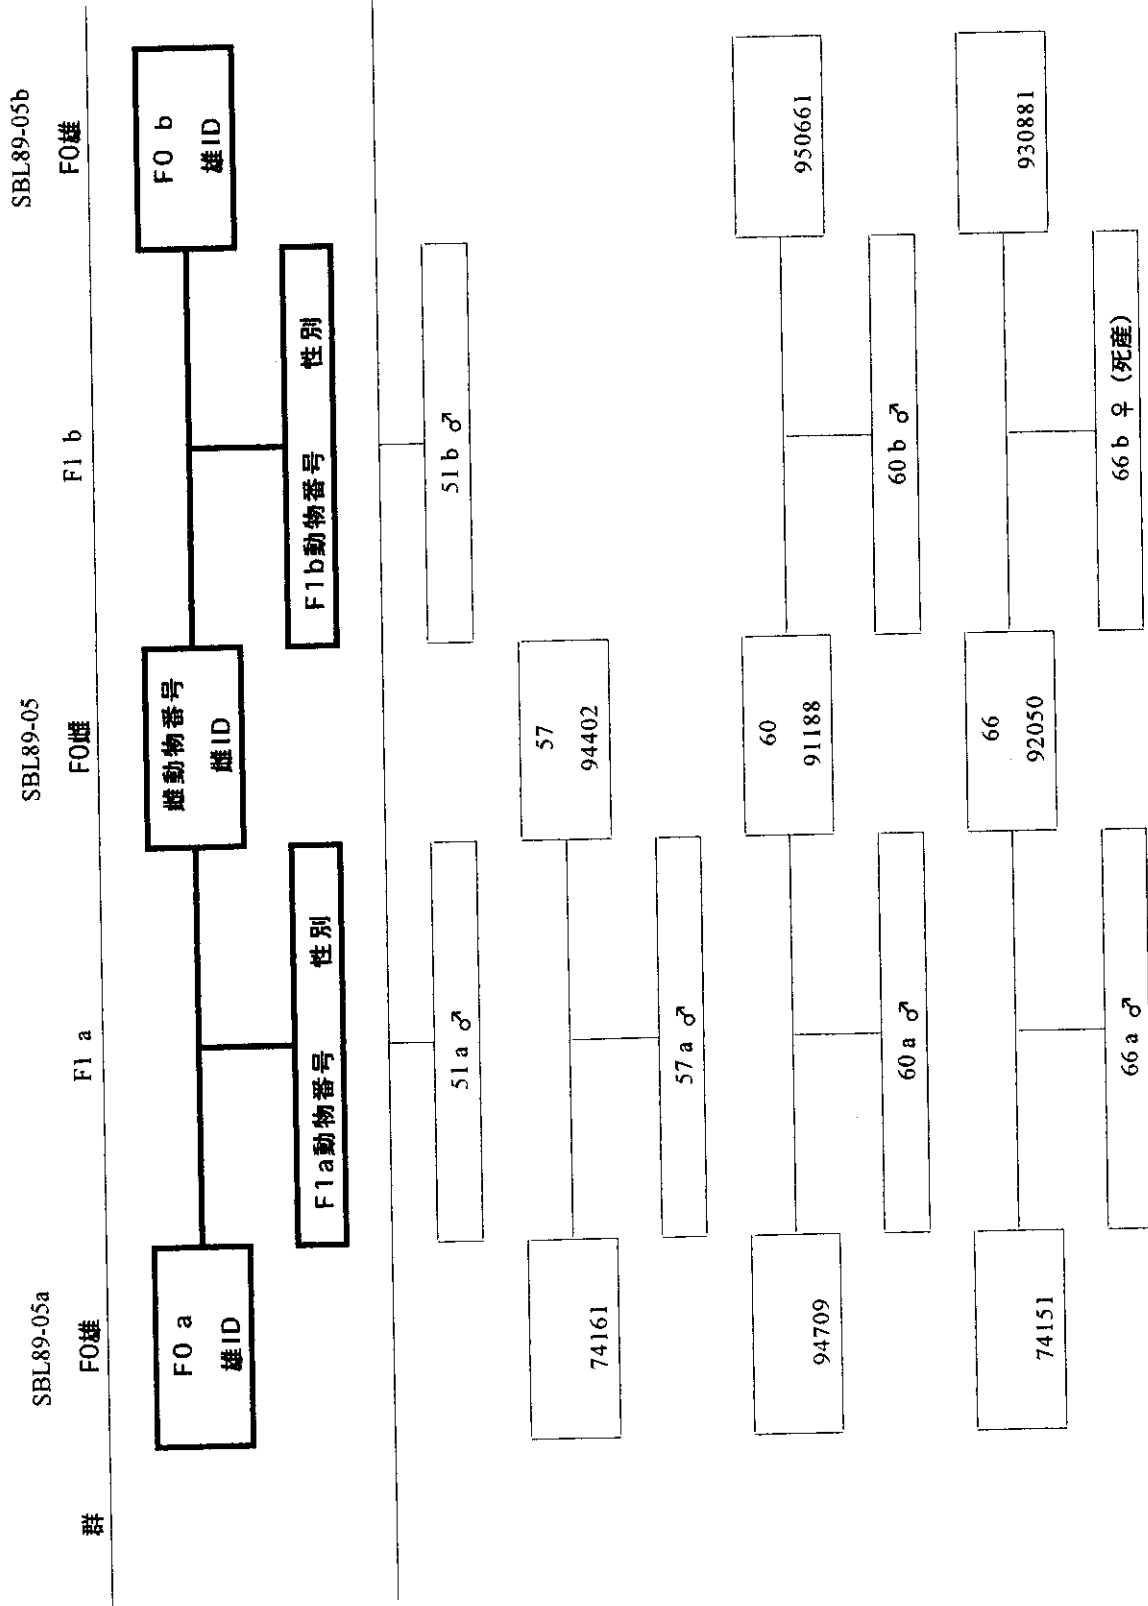 SBL89-05a SBL89-05 SBL89-05b
群 F0雄 F1 a F0雌 F1 b F0雄
F0 a
雄ID
雌動物番号
雌ID
F0 b
雄ID
F1a動物番号 性別
F1b動物番号 性別
51 a ♂
51 b ♂
74161
57
94402
57 a ♂
94709
60
91188
950661
60 a ♂
60 b ♂
74151
66
92050
930881
66 a ♂
66 b ♀ (死産)